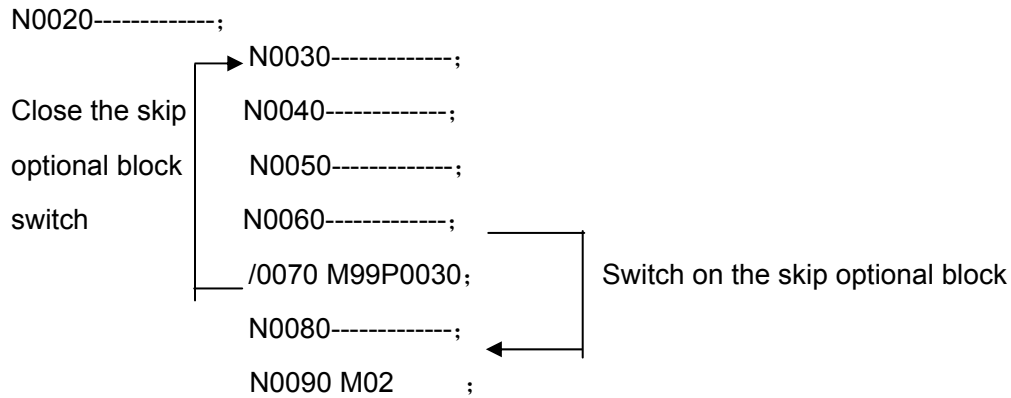 N0020-------------；
N0030-------------；
Close the skip N0040-------------；
optional block N0050-------------；
switch N0060-------------；
/0070 M99P0030； Switch on the skip optional block
N0080-------------；
N0090 M02 ；